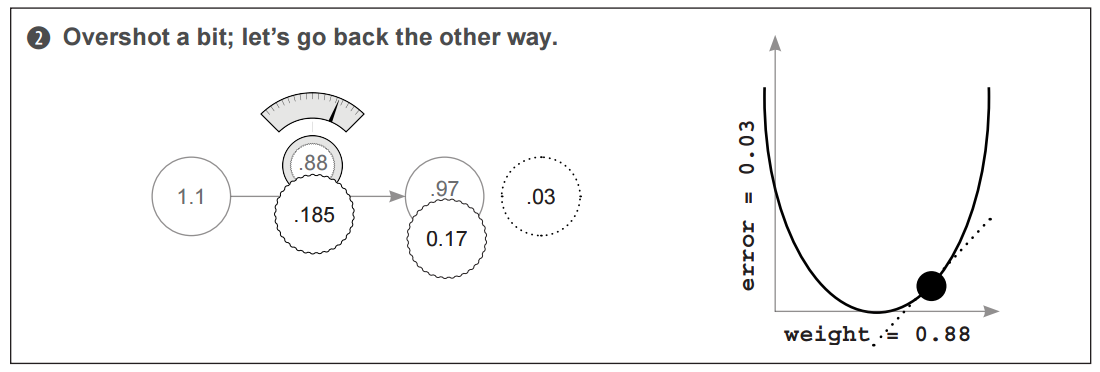 2 Overshot a bit; let's go back the other way.
.88
1.1
.185
.97
0.17
.03
error = 0.03
weight = 0.88